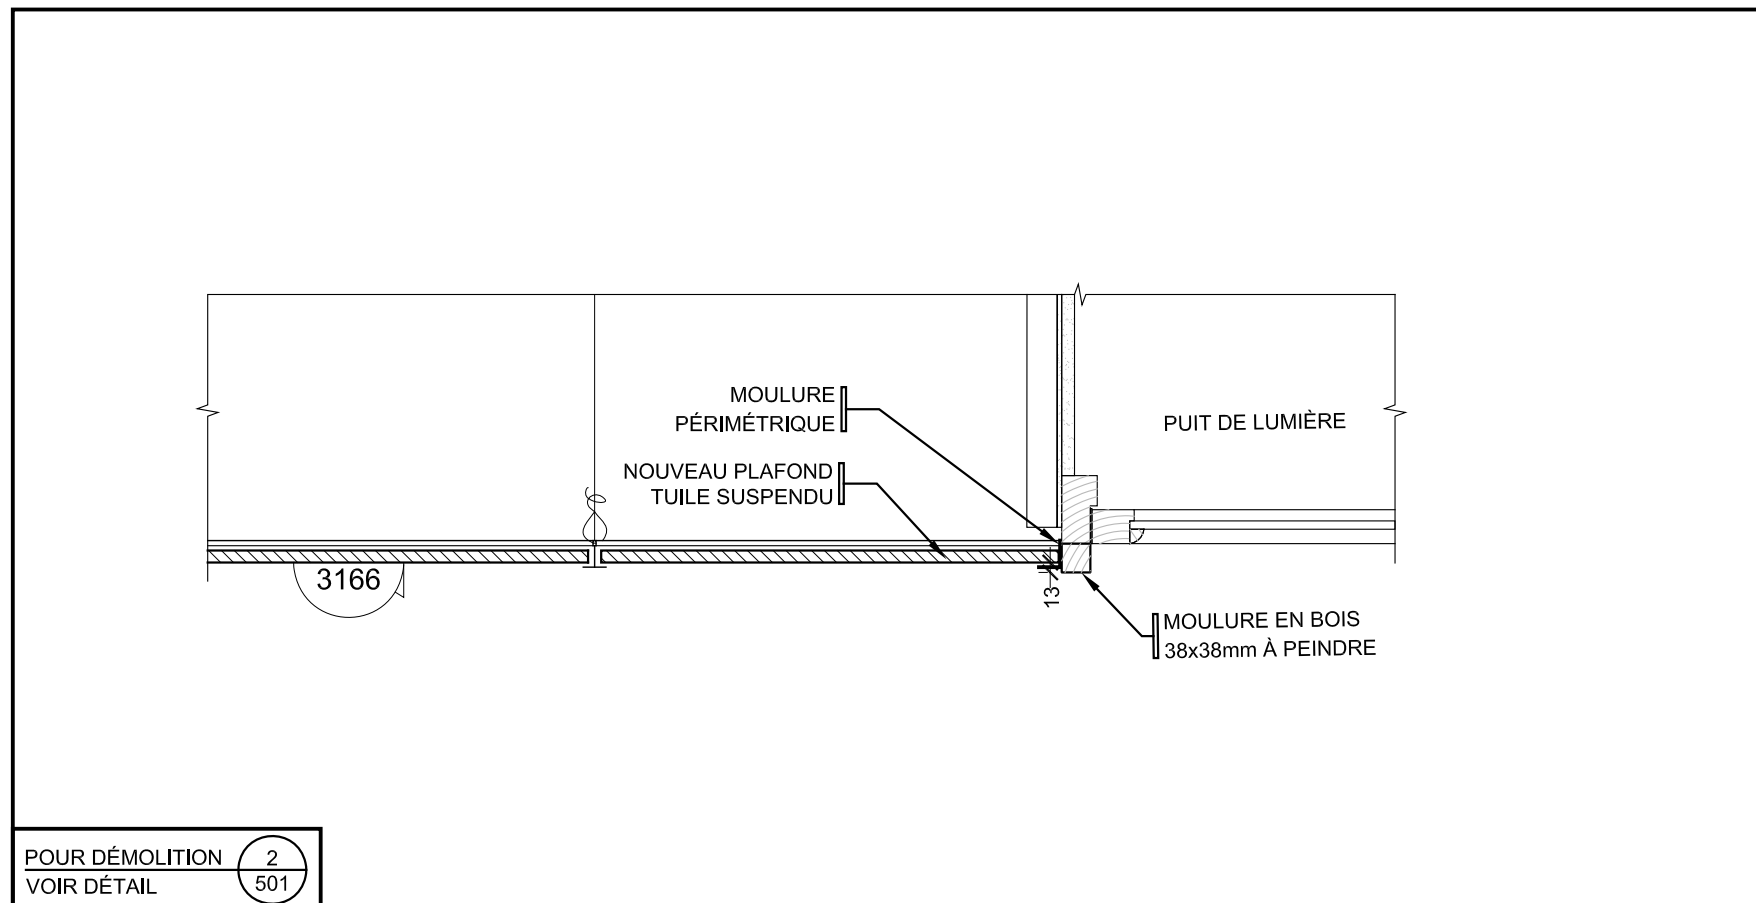 MOULURE
PÉRIMÉTRIQUE
PUIT DE LUMIÈRE
NOUVEAU PLAFOND
TUILE SUSPENDU
3166
13
MOULURE EN BOIS
38x38mm À PEINDRE
POUR DÉMOLITION
VOIR DÉTAIL
2
501